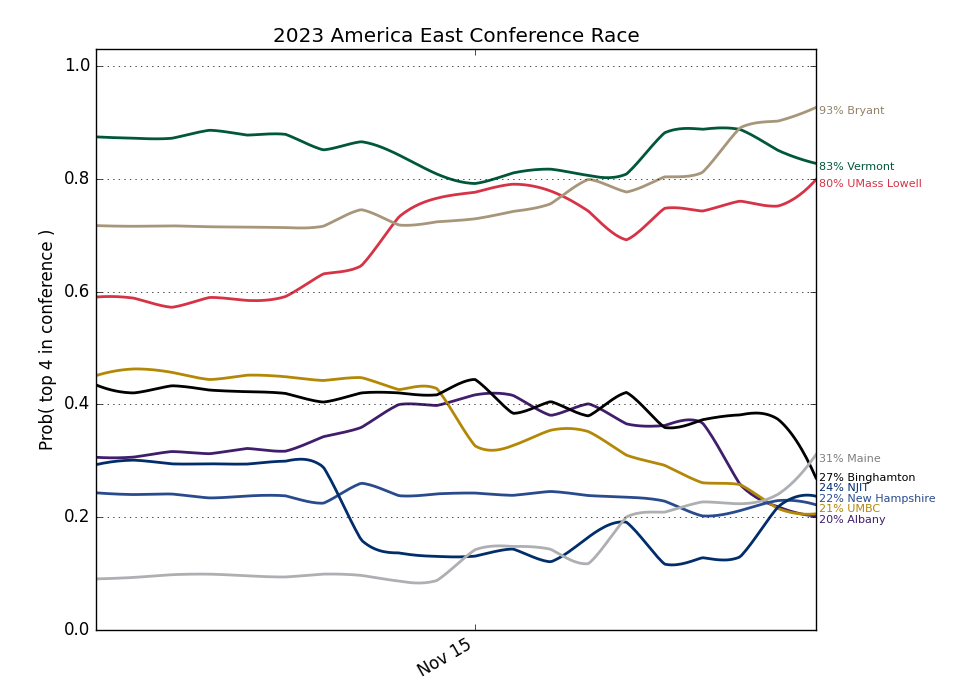 2023 America East Conference Race
1.0
0.8
0.6
0.4
0.2
0.0
Prob( top 4 in conference )
Nov 15
93% Bryant
83% Vermont
80% UMass Lowell
31% Maine
27% Binghamton
24% NJIT
22% New Hampshire
21% UMBC
20% Albany